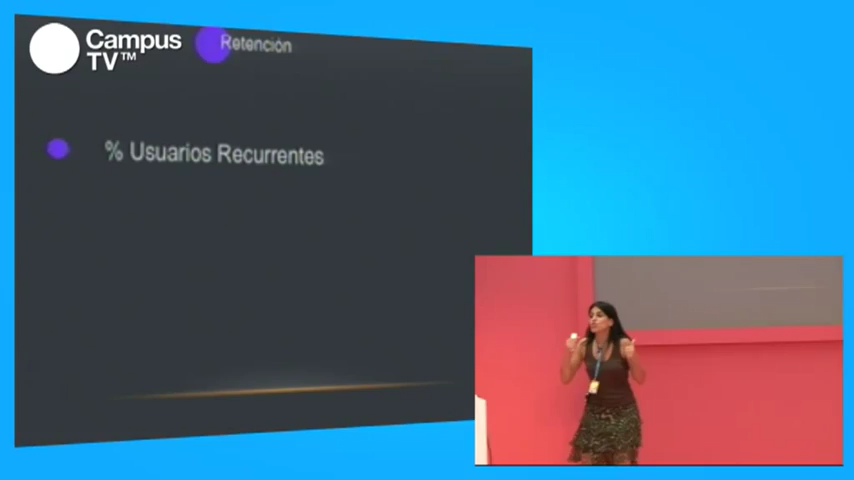 Campus
TV™
Retención
% Usuarios Recurrentes